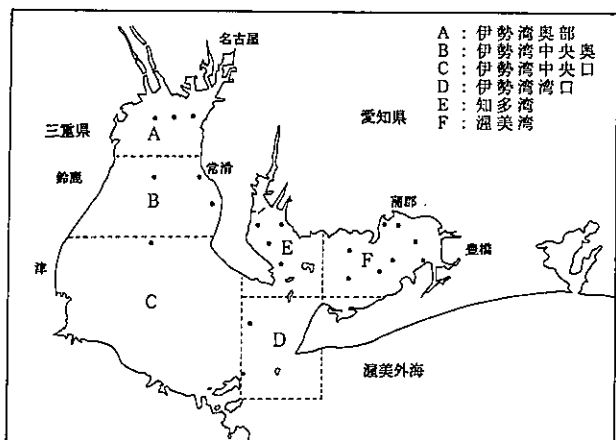 名古屋
A：伊勢湾奥部
B：伊勢湾中央奥
C：伊勢湾中央口
D：伊勢湾湾口
E：知多湾
F：渥美湾
三重県
愛知県
A
鈴鹿
常滑
B
蒲郡
豊橋
E
F
津
C
D
渥美外海